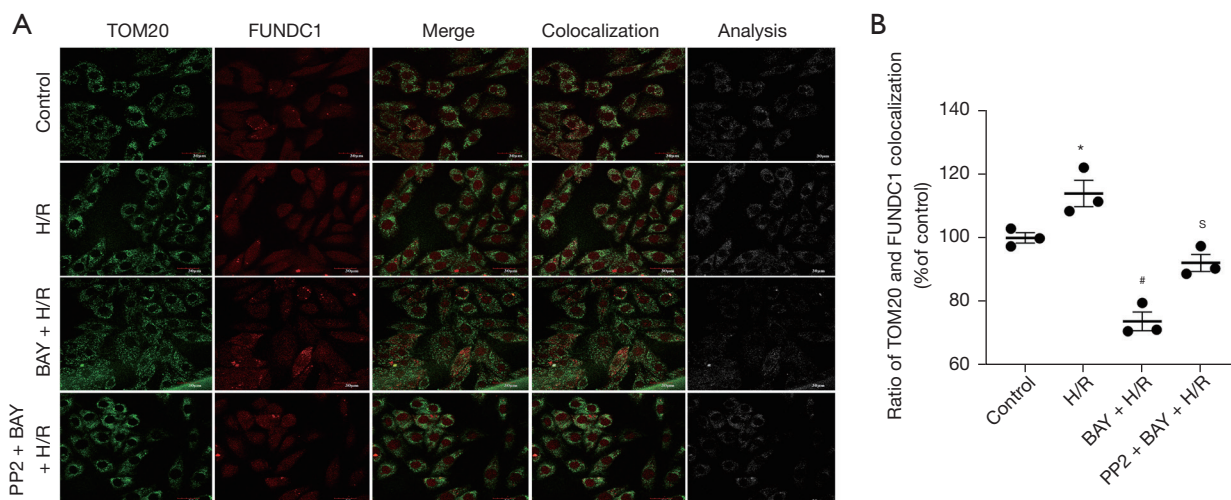 A
TOM20 FUNDC1 Merge Colocalization Analysis
Control
H/R
BAY + H/R
PP2 + BAY
+ H/R
B
Ratio of TOM20 and FUNDC1 colocalization
(% of control)
140
120
100
80
60
*
#
S
Control
H/R
BAY + H/R
PP2 + BAY + H/R